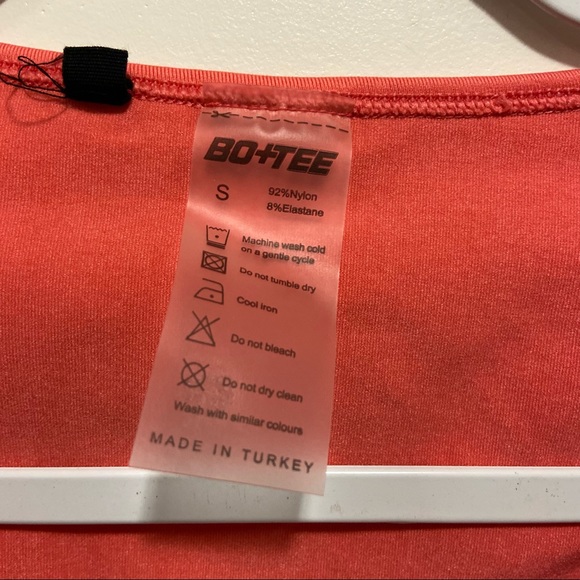 BO+TEE
S
92%Nylon
8%Elastane
Machine wash cold
on a gentle cycle
Do not tumble dry
Cool iron
Do not bleach
Do not dry clean
Wash with similar colours
MADE IN TURKEY